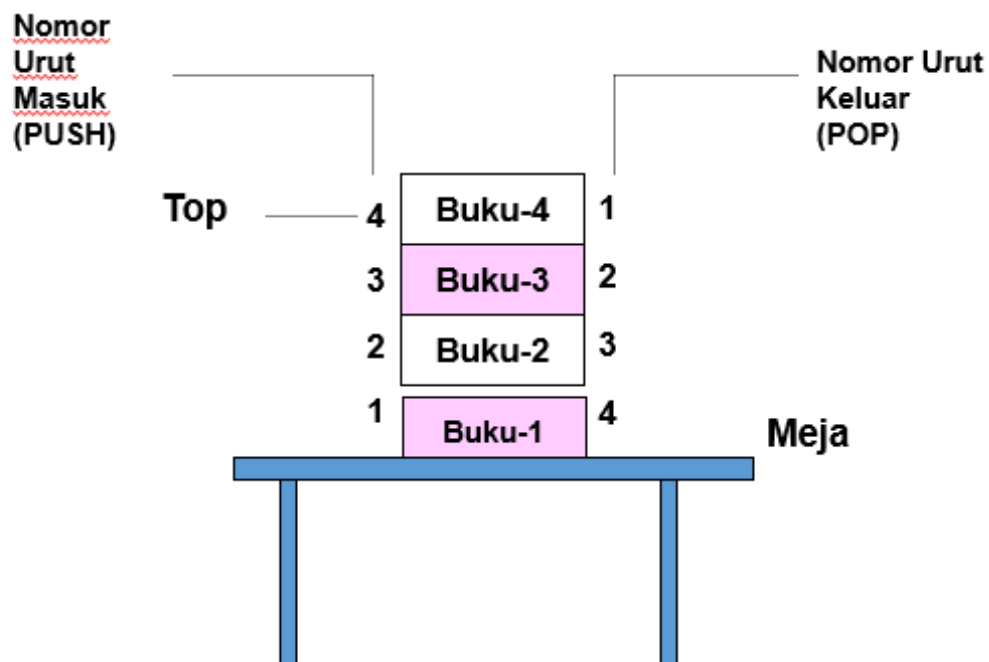 Nomor
Urut
Masuk
(PUSH)
Nomor Urut
Keluar
(POP)
Top
4 Buku-4 1
3 Buku-3 2
2 Buku-2 3
1 Buku-1 4
Meja